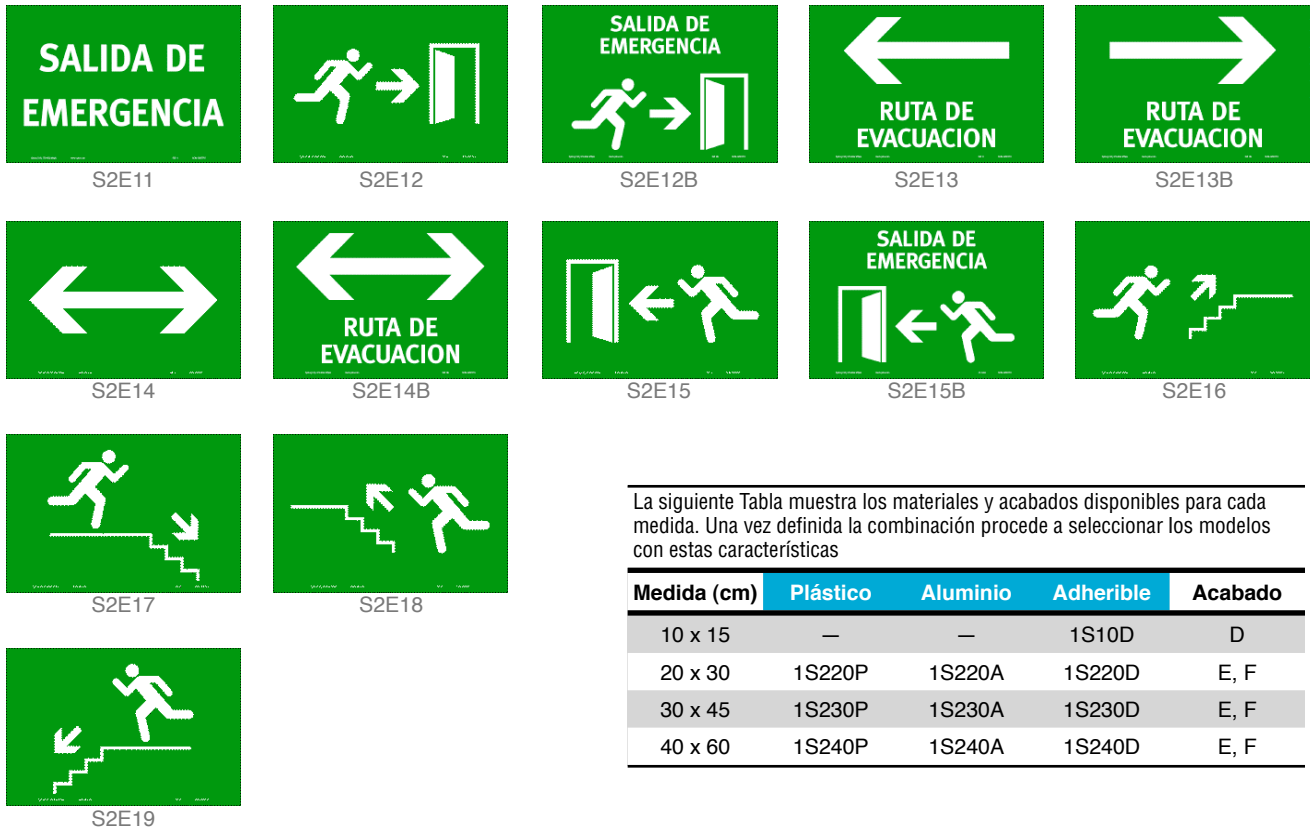 SALIDA DE
EMERGENCIA
S2E11
S2E12
SALIDA DE
EMERGENCIA
S2E12B
RUTA DE
EVACUACION
S2E13
RUTA DE
EVACUACION
S2E13B
S2E14
RUTA DE
EVACUACION
S2E14B
S2E15
SALIDA DE
EMERGENCIA
S2E15B
S2E16
S2E17
S2E18
S2E19
La siguiente Tabla muestra los materiales y acabados disponibles para cada
medida. Una vez definida la combinación procede a seleccionar los modelos
con estas características
Medida (cm) Plástico Aluminio Adherible Acabado
10 x 15 — — 1S10D D
20 x 30 1S220P 1S220A 1S220D E, F
30 x 45 1S230P 1S230A 1S230D E, F
40 x 60 1S240P 1S240A 1S240D E, F